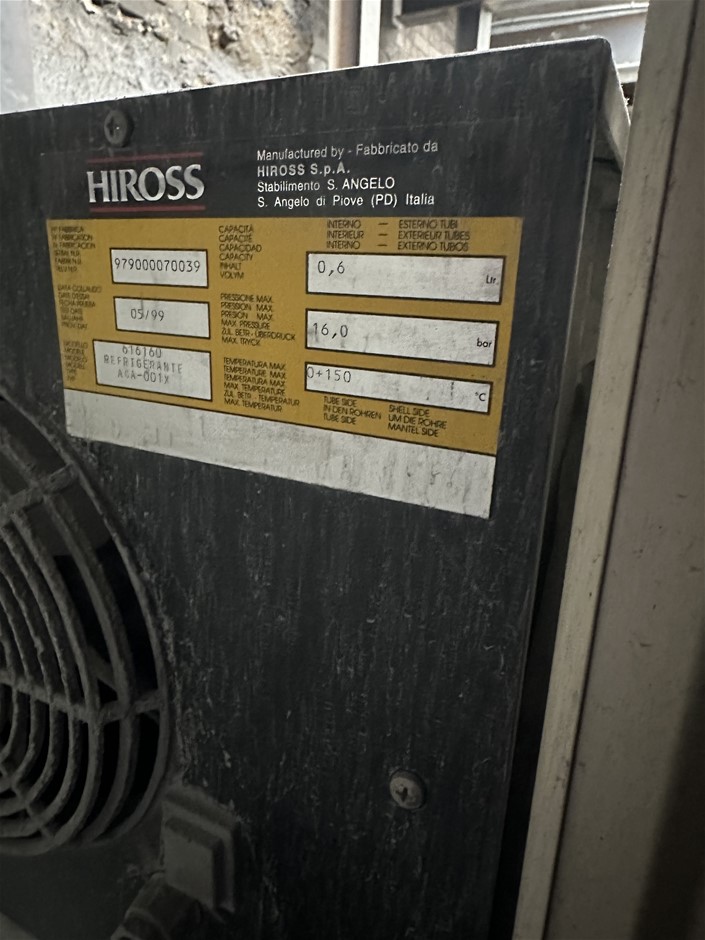 HIROSS
Manufactured by - Fabbricato da
HIROSS S.p.A.
Stabilimento S. ANGELO
S. Angelo di Piove (PD) Italia
979000070039
CAPACITÀ
CAPACITÉ
CAPACIDAD
CAPACITY
INHALT
VOLYM
INTERNO — ESTERNO TUBI
INTERIEUR — EXTERIEUR TUBES
INTERNO — EXTERNO TUBOS
0,6 Ltr.
DATA COLLAUDO
05/99
PRESSIONE MAX.
PRESSION MAX.
PRESION MAX.
MAX. PRESSURE
ZUL. BETR.-ÜBERDRUCK
MAX. TRYCK
16,0 bar
MODELLO
616160
REFRIGERANTE
ACA-001X
TEMPERATURA MAX.
TEMPERATURE MAX.
TEMPERATURA MAX.
MAX. TEMPERATURE
ZUL. BETR. - TEMPERATUR
MAX. TEMPERATUR
0+150 °C
TUBE SIDE
IN DEN ROHREN
TUBE SIDE
SHELL SIDE
UM DIE ROHRE
MANTEL SIDE